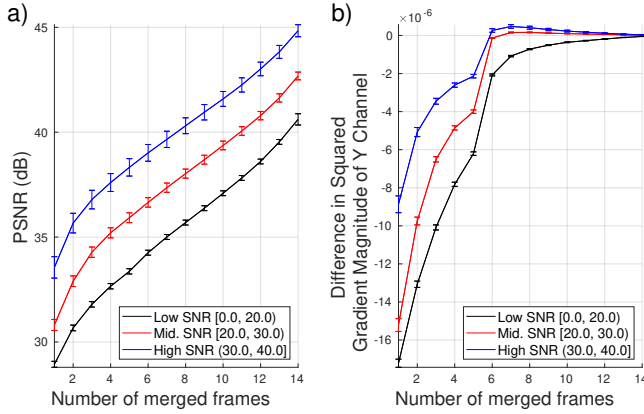 a)
PSNR (dB)
45
40
35
30
Low SNR [0.0, 20.0)
Mid. SNR [20.0, 30.0)
High SNR (30.0, 40.0]
2 4 6 8 10 12 14
Number of merged frames
b)
Difference in Squared
Gradient Magnitude of Y Channel
×10⁻⁶
0
-2
-4
-6
-8
-10
-12
-14
-16
Low SNR [0.0, 20.0)
Mid. SNR [20.0, 30.0)
High SNR (30.0, 40.0]
2 4 6 8 10 12 14
Number of merged frames